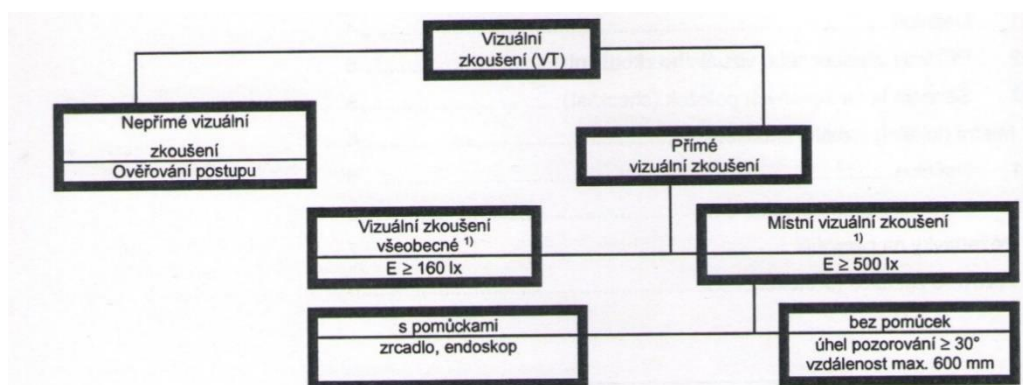 Vizuální
zkoušení (VT)
Nepřímé vizuální
zkoušení
Ověřování postupu
Přímé
vizuální zkoušení
Vizuální zkoušení
všeobecné ¹⁾
E ≥ 160 lx
Místní vizuální zkoušení
¹⁾
E ≥ 500 lx
s pomůckami
zrcadlo, endoskop
bez pomůcek
úhel pozorování ≥ 30°
vzdálenost max. 600 mm